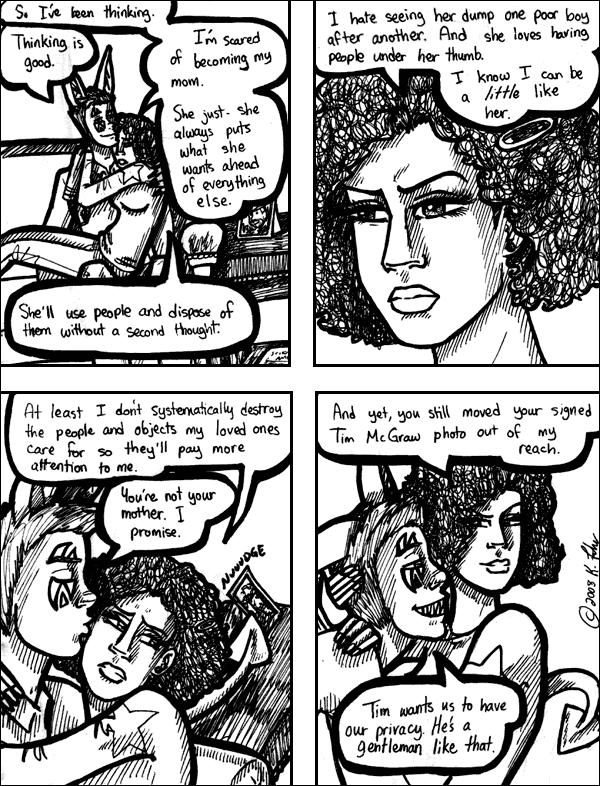 So I've been thinking.
Thinking is
good.
I'm scared
of becoming my
mom.
She just- she
always puts
what she
wants ahead
of everything
else.
She'll use people and dispose of
them without a second thought.
I hate seeing her dump one poor boy
after another. And she loves having
people under her thumb.
I know I can be
a little like
her.
At least I don't systematically destroy
the people and objects my loved ones
care for so they'll pay more
attention to me.
You're not your
mother. I
promise.
NUUUDGE
And yet, you still moved your signed
Tim McGraw photo out of my
reach.
Tim wants us to have
our privacy. He's a
gentleman like that.
©2003 K.